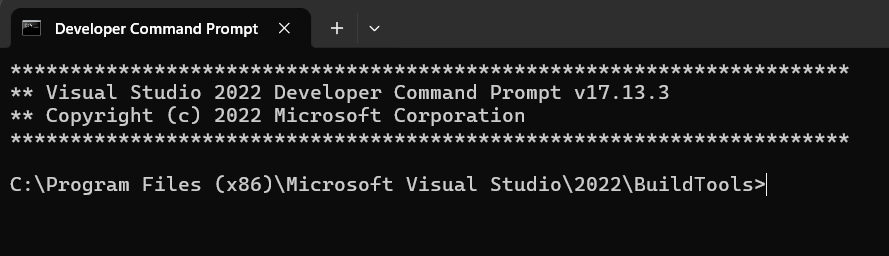 Developer Command Prompt
**********************************************************************
** Visual Studio 2022 Developer Command Prompt v17.13.3
** Copyright (c) 2022 Microsoft Corporation
**********************************************************************
C:\Program Files (x86)\Microsoft Visual Studio\2022\BuildTools>